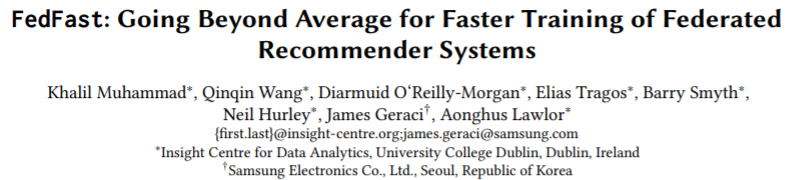 FedFast: Going Beyond Average for Faster Training of Federated
Recommender Systems
Khalil Muhammad*, Qinqin Wang*, Diarmuid O‘Reilly-Morgan*, Elias Tragos*, Barry Smyth*,
Neil Hurley*, James Geraci†, Aonghus Lawlor*
{first.last}@insight-centre.org;james.geraci@samsung.com
*Insight Centre for Data Analytics, University College Dublin, Dublin, Ireland
†Samsung Electronics Co., Ltd., Seoul, Republic of Korea